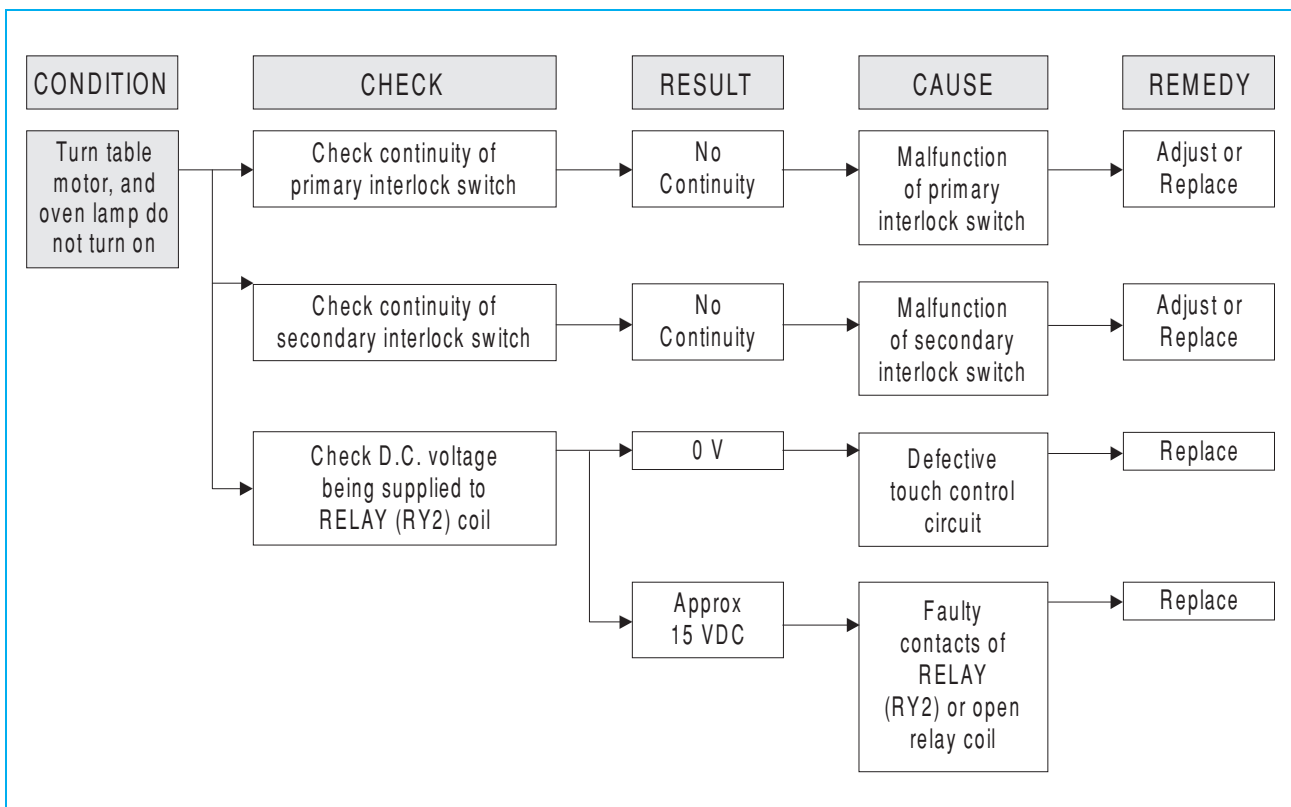 CONDITION
CHECK
RESULT
CAUSE
REMEDY
Turn table
motor, and
oven lamp do
not turn on
Check continuity of
primary interlock switch
No
Continuity
Malfunction
of primary
interlock switch
Adjust or
Replace
Check continuity of
secondary interlock switch
No
Continuity
Malfunction
of secondary
interlock switch
Adjust or
Replace
Check D.C. voltage
being supplied to
RELAY (RY2) coil
0 V
Defective
touch control
circuit
Replace
Approx
15 VDC
Faulty
contacts of
RELAY
(RY2) or open
relay coil
Replace